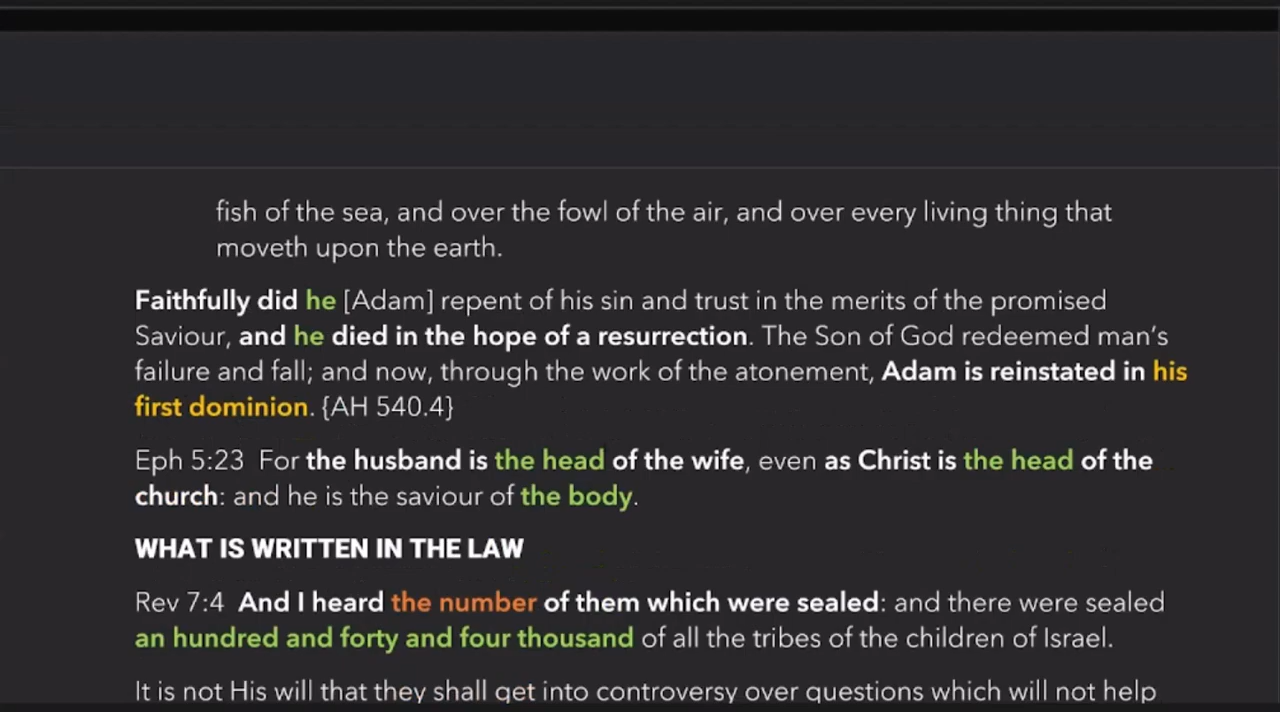 fish of the sea, and over the fowl of the air, and over every living thing that
moveth upon the earth.
Faithfully did he [Adam] repent of his sin and trust in the merits of the promised
Saviour, and he died in the hope of a resurrection. The Son of God redeemed man's
failure and fall; and now, through the work of the atonement, Adam is reinstated in his
first dominion. {AH 540.4}
Eph 5:23  For the husband is the head of the wife, even as Christ is the head of the
church: and he is the saviour of the body.
WHAT IS WRITTEN IN THE LAW
Rev 7:4  And I heard the number of them which were sealed: and there were sealed
an hundred and forty and four thousand of all the tribes of the children of Israel.
It is not His will that they shall get into controversy over questions which will not help